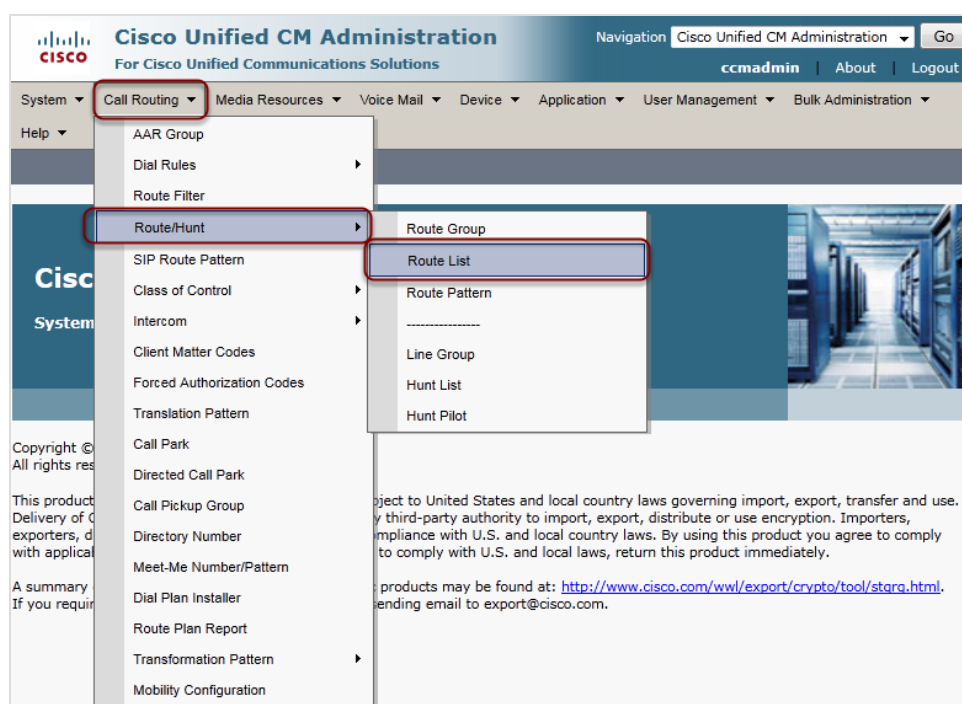 CISCO
Cisco Unified CM Administration
For Cisco Unified Communications Solutions
Navigation Cisco Unified CM Administration Go
ccmadmin | About | Logout
System Call Routing Media Resources Voice Mail Device Application User Management Bulk Administration
Help
AAR Group
Dial Rules
Route Filter
Route/Hunt
SIP Route Pattern
Class of Control
Intercom
Client Matter Codes
Forced Authorization Codes
Translation Pattern
Call Park
Directed Call Park
Call Pickup Group
Directory Number
Meet-Me Number/Pattern
Dial Plan Installer
Route Plan Report
Transformation Pattern
Mobility Configuration
Route Group
Route List
Route Pattern
----------------
Line Group
Hunt List
Hunt Pilot
Cisc
System
Copyright ©
All rights res
This product bject to United States and local country laws governing import, export, transfer and use.
Delivery of C y third-party authority to import, export, distribute or use encryption. Importers,
exporters, d mpliance with U.S. and local country laws. By using this product you agree to comply
with applical to comply with U.S. and local laws, return this product immediately.
A summary products may be found at: http://www.cisco.com/wwl/export/crypto/tool/stqrg.html.
If you requir sending email to export@cisco.com.